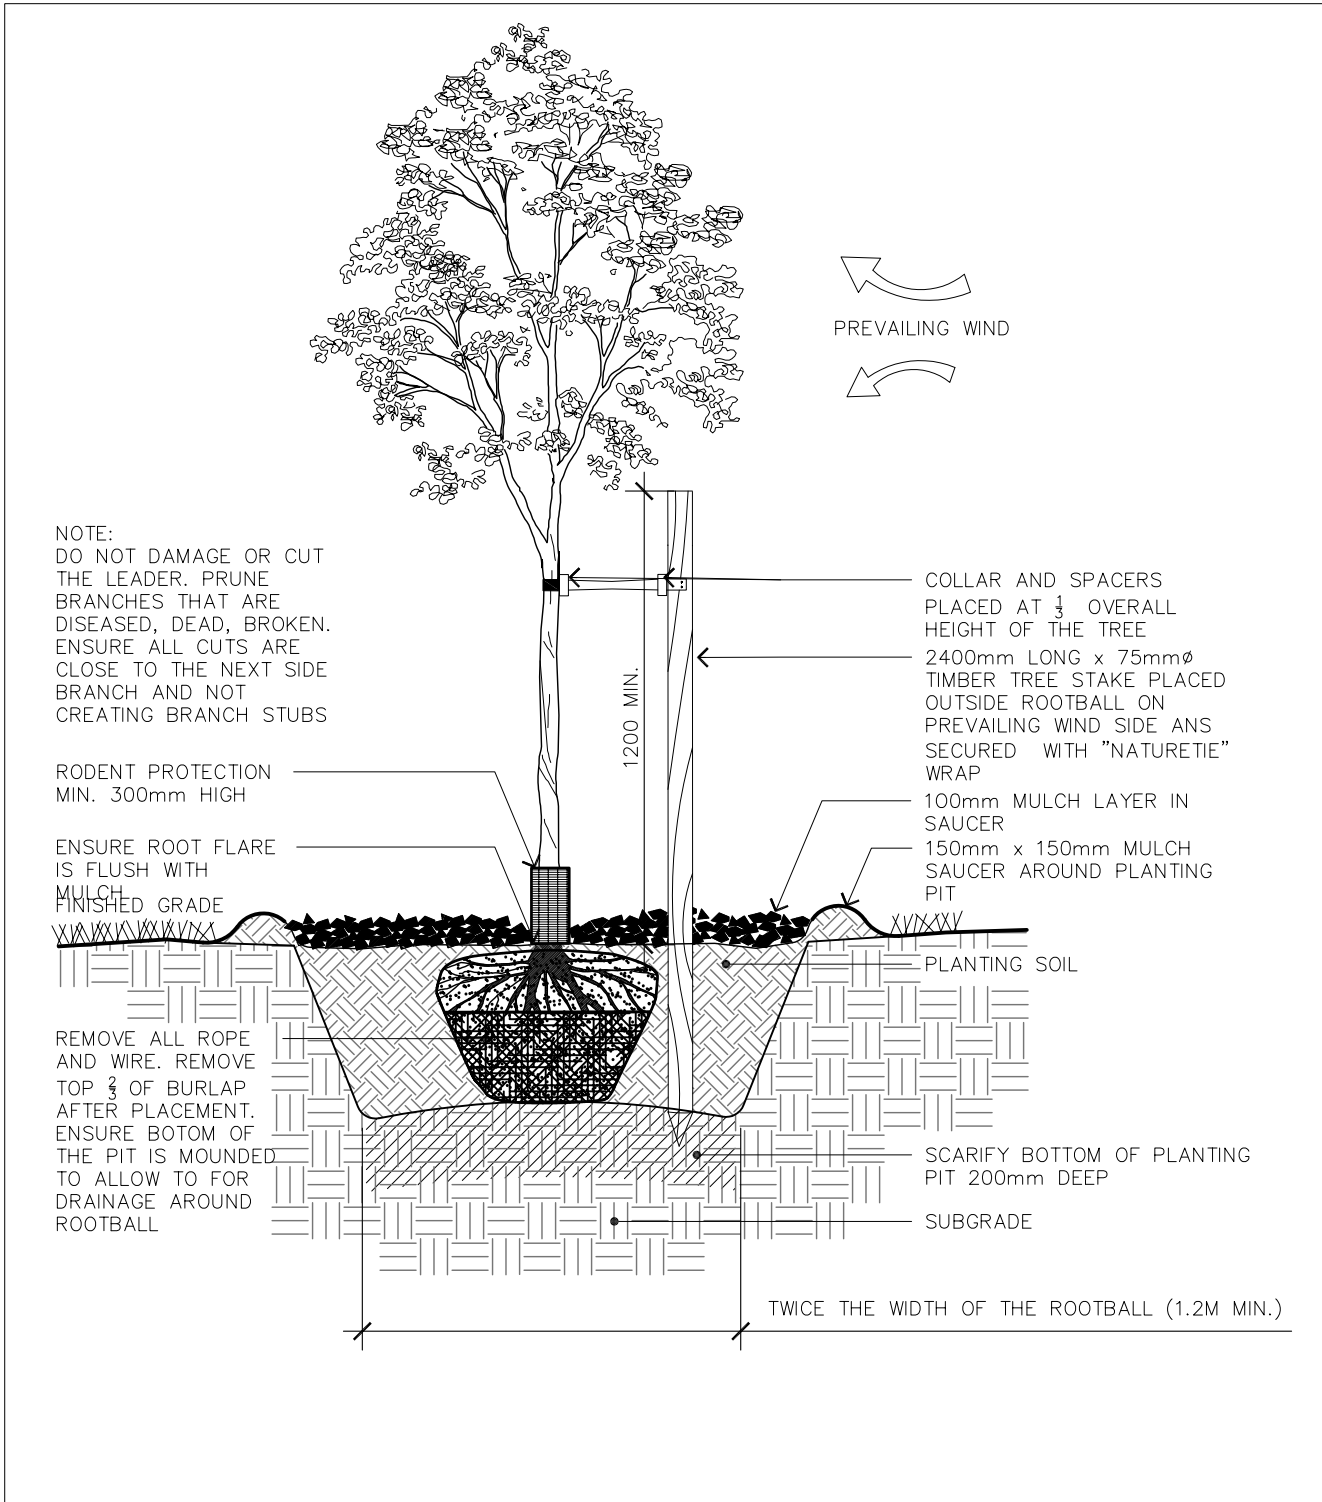 PREVAILING WIND
NOTE:
DO NOT DAMAGE OR CUT
THE LEADER. PRUNE
BRANCHES THAT ARE
DISEASED, DEAD, BROKEN.
ENSURE ALL CUTS ARE
CLOSE TO THE NEXT SIDE
BRANCH AND NOT
CREATING BRANCH STUBS
RODENT PROTECTION
MIN. 300mm HIGH
ENSURE ROOT FLARE
IS FLUSH WITH
MULCH
FINISHED GRADE
REMOVE ALL ROPE
AND WIRE. REMOVE
TOP 2/3 OF BURLAP
AFTER PLACEMENT.
ENSURE BOTOM OF
THE PIT IS MOUNDED
TO ALLOW TO FOR
DRAINAGE AROUND
ROOTBALL
1200 MIN.
COLLAR AND SPACERS
PLACED AT 1/3 OVERALL
HEIGHT OF THE TREE
2400mm LONG x 75mmø
TIMBER TREE STAKE PLACED
OUTSIDE ROOTBALL ON
PREVAILING WIND SIDE ANS
SECURED WITH "NATURETIE"
WRAP
100mm MULCH LAYER IN
SAUCER
150mm x 150mm MULCH
SAUCER AROUND PLANTING
PIT
PLANTING SOIL
SCARIFY BOTTOM OF PLANTING
PIT 200mm DEEP
SUBGRADE
TWICE THE WIDTH OF THE ROOTBALL (1.2M MIN.)